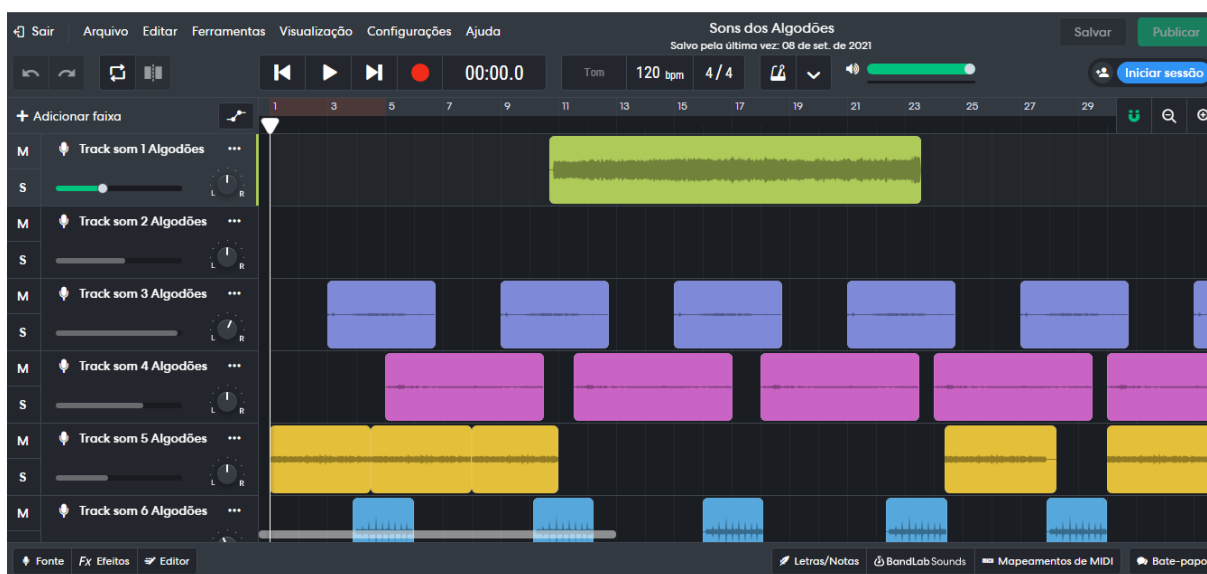 Sair Arquivo Editar Ferramentas Visualização Configurações Ajuda Sons dos Algodões Salvar Publicar
Salvo pela última vez: 08 de set. de 2021
00:00.0 Tom 120 bpm 4/4 Iniciar sessão
+ Adicionar faixa 1 3 5 7 9 11 13 15 17 19 21 23 25 27 29
M Track som 1 Algodões
S L R
M Track som 2 Algodões
S L R
M Track som 3 Algodões
S L R
M Track som 4 Algodões
S L R
M Track som 5 Algodões
S L R
M Track som 6 Algodões
Fonte Fx Efeitos Editor Letras/Notas BandLab Sounds Mapeamentos de MIDI Bate-papo